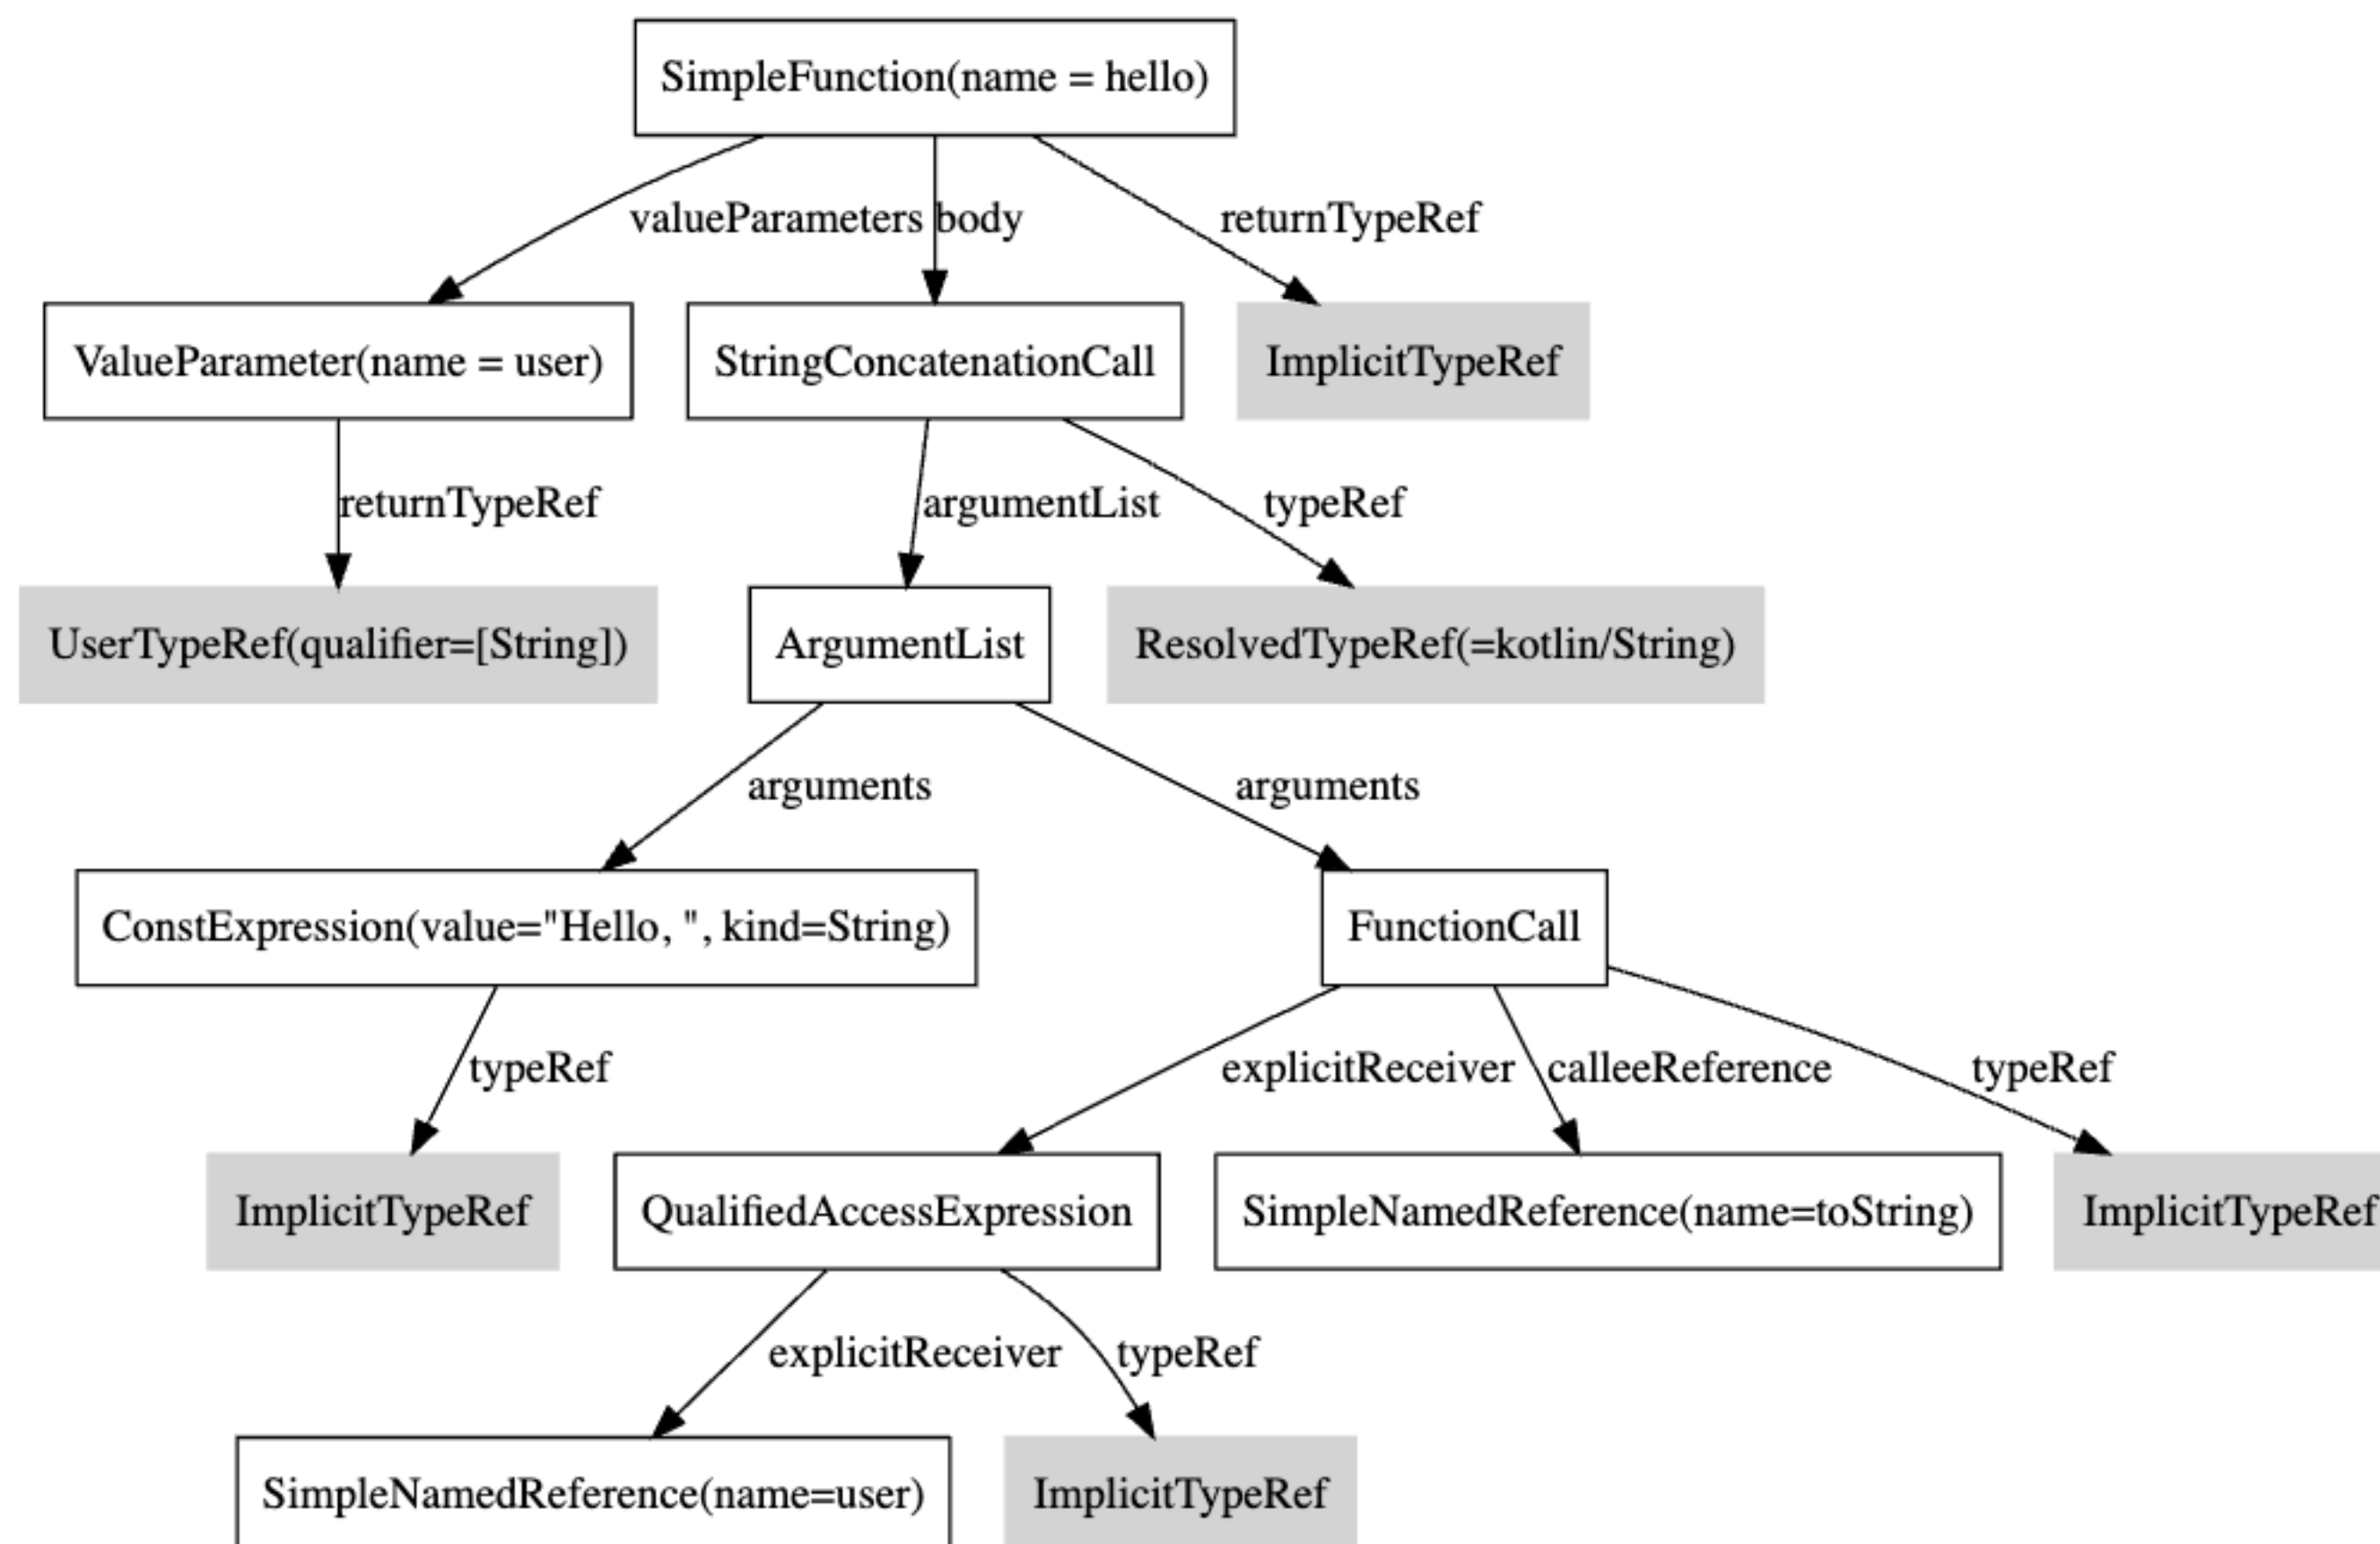 SimpleFunction(name = hello)
valueParameters
body
returnTypeRef
ValueParameter(name = user)
StringConcatenationCall
ImplicitTypeRef
returnTypeRef
argumentList
typeRef
UserTypeRef(qualifier=[String])
ArgumentList
ResolvedTypeRef(=kotlin/String)
arguments
arguments
ConstExpression(value="Hello, ", kind=String)
FunctionCall
typeRef
explicitReceiver
calleeReference
typeRef
ImplicitTypeRef
QualifiedAccessExpression
SimpleNamedReference(name=toString)
ImplicitTypeRef
explicitReceiver
typeRef
SimpleNamedReference(name=user)
ImplicitTypeRef